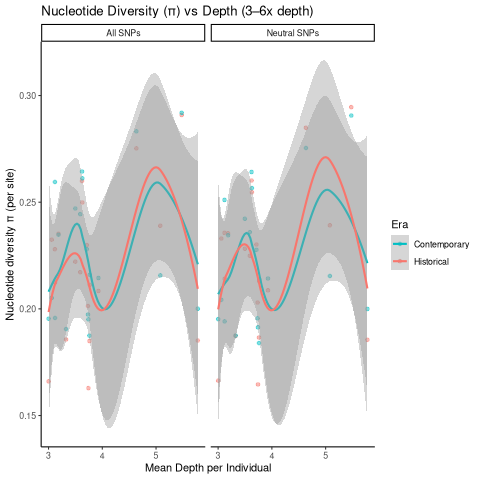 Nucleotide Diversity (π) vs Depth (3–6x depth)
All SNPs
Neutral SNPs
Nucleotide diversity π (per site)
0.30
0.25
0.20
0.15
3
4
5
3
4
5
Mean Depth per Individual
Era
Contemporary
Historical